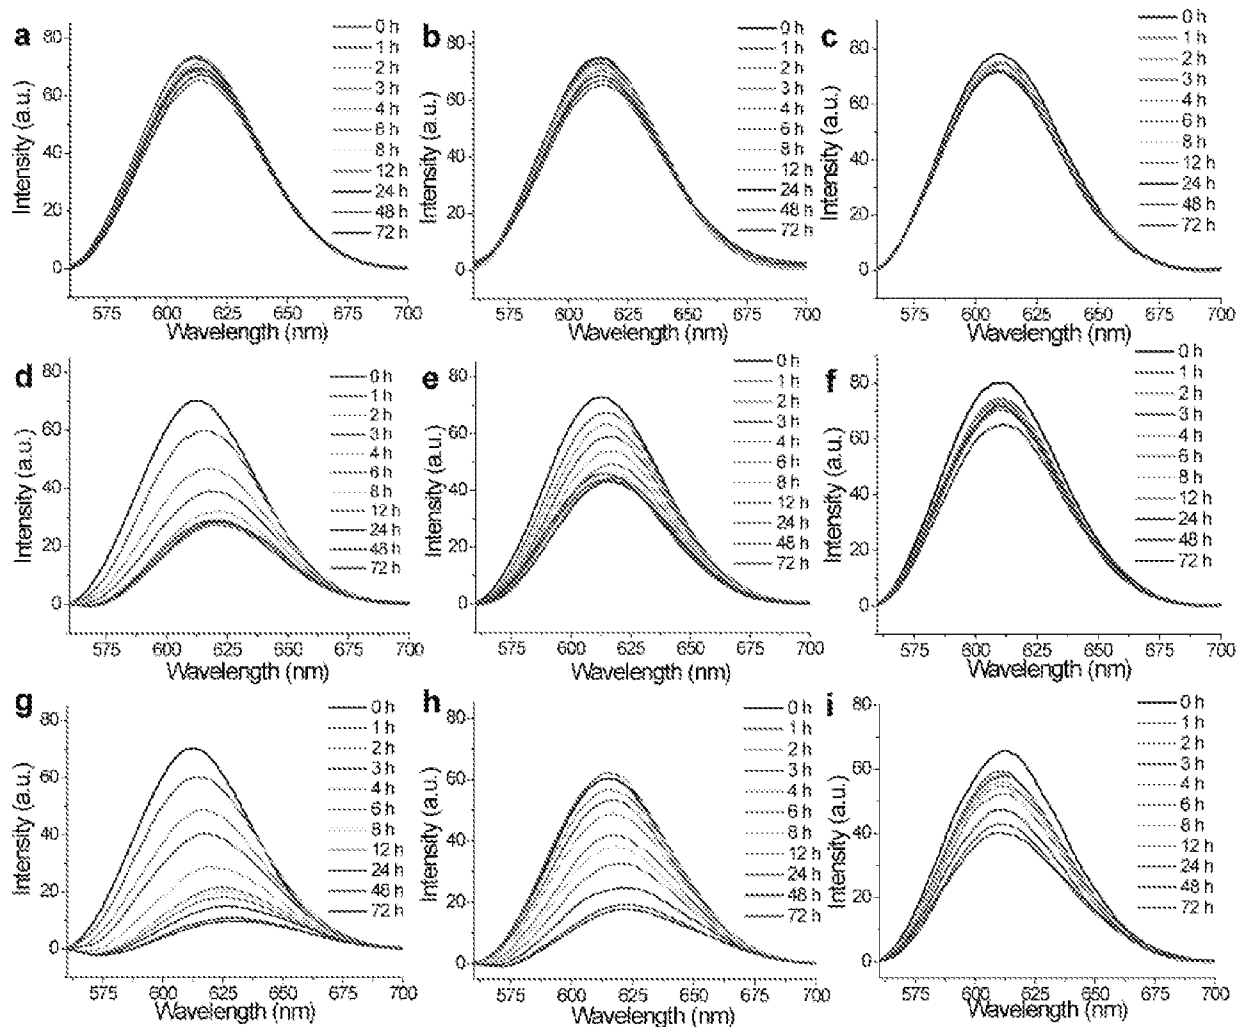 a
80
60
40
20
0
Intensity (a.u.)
575 600 625 650 675 700
Wavelength (nm)
0 h
1 h
2 h
3 h
4 h
6 h
8 h
12 h
24 h
48 h
72 h
b
80
60
40
20
0
Intensity (a.u.)
575 600 625 650 675 700
Wavelength (nm)
0 h
1 h
2 h
3 h
4 h
6 h
8 h
12 h
24 h
48 h
72 h
c
80
60
40
20
0
Intensity (a.u.)
575 600 625 650 675 700
Wavelength (nm)
0 h
1 h
2 h
3 h
4 h
6 h
8 h
12 h
24 h
48 h
72 h
d
80
60
40
20
0
Intensity (a.u.)
575 600 625 650 675 700
Wavelength (nm)
0 h
1 h
2 h
3 h
4 h
6 h
8 h
12 h
24 h
48 h
72 h
e
80
60
40
20
0
Intensity (a.u.)
575 600 625 650 675 700
Wavelength (nm)
0 h
1 h
2 h
3 h
4 h
6 h
8 h
12 h
24 h
48 h
72 h
f
80
60
40
20
0
Intensity (a.u.)
575 600 625 650 675 700
Wavelength (nm)
0 h
1 h
2 h
3 h
4 h
6 h
8 h
12 h
24 h
48 h
72 h
g
80
60
40
20
0
Intensity (a.u.)
575 600 625 650 675 700
Wavelength (nm)
0 h
1 h
2 h
3 h
4 h
6 h
8 h
12 h
24 h
48 h
72 h
h
80
60
40
20
0
Intensity (a.u.)
575 600 625 650 675 700
Wavelength (nm)
0 h
1 h
2 h
3 h
4 h
6 h
8 h
12 h
24 h
48 h
72 h
i
80
60
40
20
0
Intensity (a.u.)
575 600 625 650 675 700
Wavelength (nm)
0 h
1 h
2 h
3 h
4 h
6 h
8 h
12 h
24 h
48 h
72 h